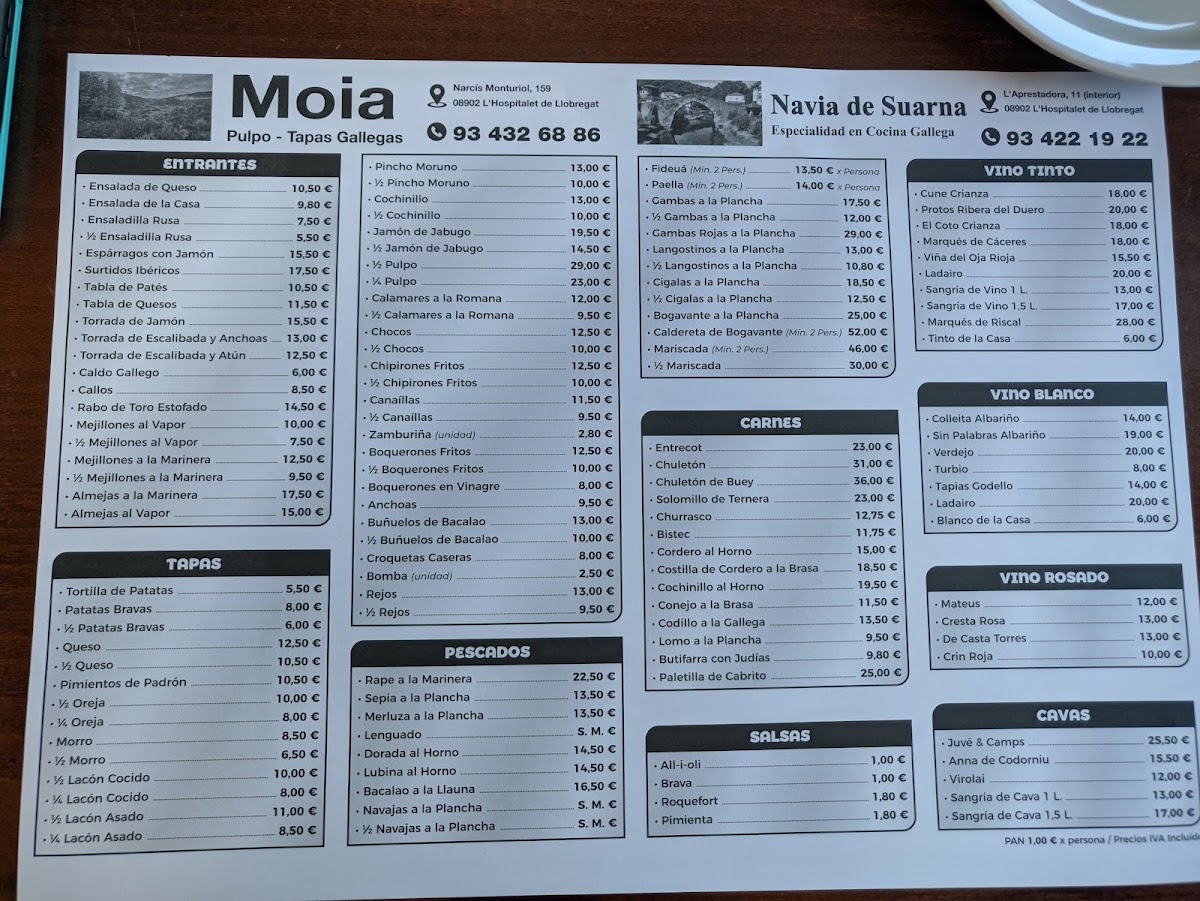 Moia
Pulpo - Tapas Gallegas
Narcís Monturiol, 159
08902 L'Hospitalet de Llobregat
93 432 68 86
Navia de Suarna
Especialidad en Cocina Gallega
L'Aprestadora, 11 (interior)
08902 L'Hospitalet de Llobregat
93 422 19 22
ENTRANTES
· Ensalada de Queso 10,50 €
· Ensalada de la Casa 9,80 €
· Ensaladilla Rusa 7,50 €
· ½ Ensaladilla Rusa 5,50 €
· Espárragos con Jamón 15,50 €
· Surtidos Ibéricos 17,50 €
· Tabla de Patés 10,50 €
· Tabla de Quesos 11,50 €
· Torrada de Jamón 15,50 €
· Torrada de Escalibada y Anchoas 13,00 €
· Torrada de Escalibada y Atún 12,50 €
· Caldo Gallego 6,00 €
· Callos 8,50 €
· Rabo de Toro Estofado 14,50 €
· Mejillones al Vapor 10,00 €
· ½ Mejillones al Vapor 7,50 €
· Mejillones a la Marinera 12,50 €
· ½ Mejillones a la Marinera 9,50 €
· Almejas a la Marinera 17,50 €
· Almejas al Vapor 15,00 €
TAPAS
· Tortilla de Patatas 5,50 €
· Patatas Bravas 8,00 €
· ½ Patatas Bravas 6,00 €
· Queso 12,50 €
· ½ Queso 10,50 €
· Pimientos de Padrón 10,50 €
· ½ Oreja 10,00 €
· ¼ Oreja 8,00 €
· Morro 8,50 €
· ½ Morro 6,50 €
· ½ Lacón Cocido 10,00 €
· ¼ Lacón Cocido 8,00 €
· ½ Lacón Asado 11,00 €
· ¼ Lacón Asado 8,50 €
· Pincho Moruno 13,00 €
· ½ Pincho Moruno 10,00 €
· Cochinillo 13,00 €
· ½ Cochinillo 10,00 €
· Jamón de Jabugo 19,50 €
· ½ Jamón de Jabugo 14,50 €
· ½ Pulpo 29,00 €
· ¼ Pulpo 23,00 €
· Calamares a la Romana 12,00 €
· ½ Calamares a la Romana 9,50 €
· Chocos 12,50 €
· ½ Chocos 10,00 €
· Chipirones Fritos 12,50 €
· ½ Chipirones Fritos 10,00 €
· Canaíllas 11,50 €
· ½ Canaíllas 9,50 €
· Zamburiña (unidad) 2,80 €
· Boquerones Fritos 12,50 €
· ½ Boquerones Fritos 10,00 €
· Boquerones en Vinagre 8,00 €
· Anchoas 9,50 €
· Buñuelos de Bacalao 13,00 €
· ½ Buñuelos de Bacalao 10,00 €
· Croquetas Caseras 8,00 €
· Bomba (unidad) 2,50 €
· Rejos 13,00 €
· ½ Rejos 9,50 €
PESCADOS
· Rape a la Marinera 22,50 €
· Sepia a la Plancha 13,50 €
· Merluza a la Plancha 13,50 €
· Lenguado S. M. €
· Dorada al Horno 14,50 €
· Lubina al Horno 14,50 €
· Bacalao a la Llauna 16,50 €
· Navajas a la Plancha S. M. €
· ½ Navajas a la Plancha S. M. €
· Fideuá (Mín. 2 Pers.) 13,50 € x Persona
· Paella (Mín. 2 Pers.) 14,00 € x Persona
· Gambas a la Plancha 17,50 €
· ½ Gambas a la Plancha 12,00 €
· Gambas Rojas a la Plancha 29,00 €
· Langostinos a la Plancha 13,00 €
· ½ Langostinos a la Plancha 10,80 €
· Cigalas a la Plancha 18,50 €
· ½ Cigalas a la Plancha 12,50 €
· Bogavante a la Plancha 25,00 €
· Caldereta de Bogavante (Mín. 2 Pers.) 52,00 €
· Mariscada (Mín. 2 Pers.) 46,00 €
· ½ Mariscada 30,00 €
CARNES
· Entrecot 23,00 €
· Chuletón 31,00 €
· Chuletón de Buey 36,00 €
· Solomillo de Ternera 23,00 €
· Churrasco 12,75 €
· Bistec 11,75 €
· Cordero al Horno 15,00 €
· Costilla de Cordero a la Brasa 18,50 €
· Cochinillo al Horno 19,50 €
· Conejo a la Brasa 11,50 €
· Codillo a la Gallega 13,50 €
· Lomo a la Plancha 9,50 €
· Butifarra con Judías 9,80 €
· Paletilla de Cabrito 25,00 €
SALSAS
· All-i-oli 1,00 €
· Brava 1,00 €
· Roquefort 1,80 €
· Pimienta 1,80 €
VINO TINTO
· Cune Crianza 18,00 €
· Protos Ribera del Duero 20,00 €
· El Coto Crianza 18,00 €
· Marqués de Cáceres 18,00 €
· Viña del Oja Rioja 15,50 €
· Ladairo 20,00 €
· Sangría de Vino 1 L. 13,00 €
· Sangría de Vino 1,5 L. 17,00 €
· Marqués de Riscal 28,00 €
· Tinto de la Casa 6,00 €
VINO BLANCO
· Colleita Albariño 14,00 €
· Sin Palabras Albariño 19,00 €
· Verdejo 20,00 €
· Turbio 8,00 €
· Tapias Godello 14,00 €
· Ladairo 20,00 €
· Blanco de la Casa 6,00 €
VINO ROSADO
· Mateus 12,00 €
· Cresta Rosa 13,00 €
· De Casta Torres 13,00 €
· Crin Roja 10,00 €
CAVAS
· Juvé & Camps 25,50 €
· Anna de Codorniu 15,50 €
· Virolai 12,00 €
· Sangría de Cava 1 L. 13,00 €
· Sangría de Cava 1,5 L. 17,00 €
PAN 1,00 € x persona / Precios IVA Incluido